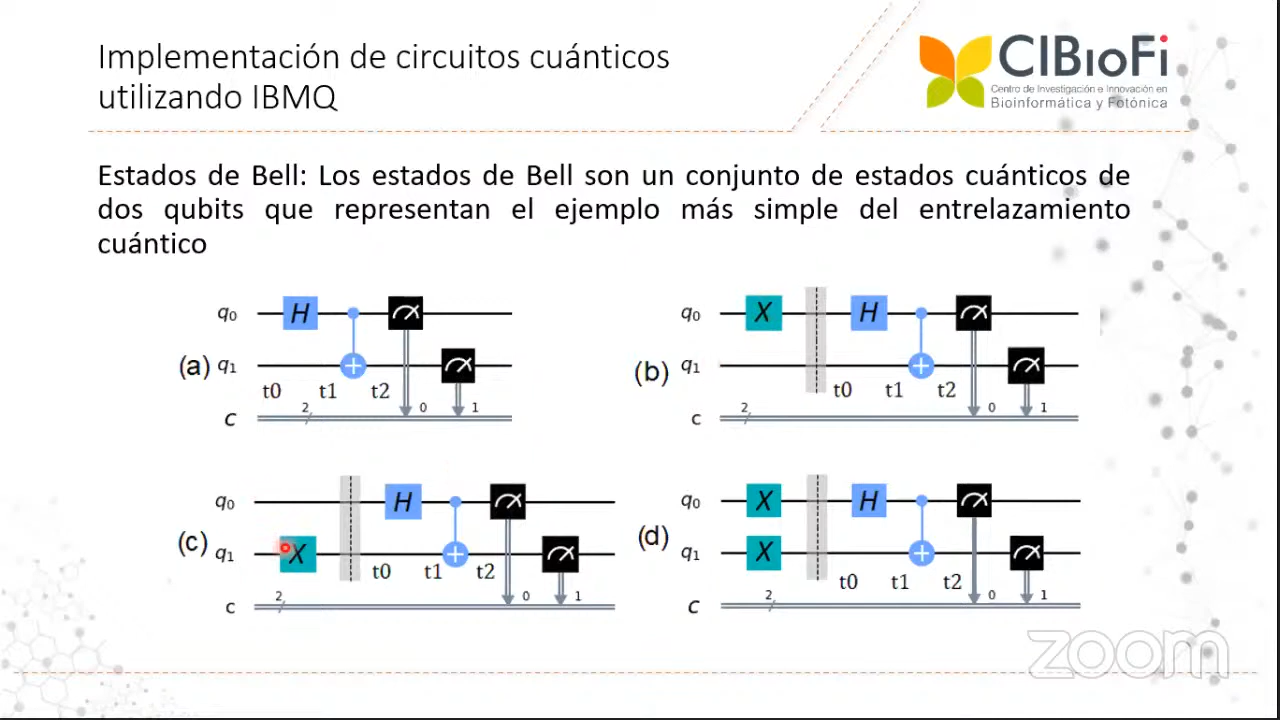 Implementación de circuitos cuánticos
utilizando IBMQ
CIBioFi
Centro de Investigación e Innovación en
Bioinformática y Fotónica
Estados de Bell: Los estados de Bell son un conjunto de estados cuánticos de
dos qubits que representan el ejemplo más simple del entrelazamiento
cuántico
q0 H
(a) q1
t0 t1 t2
c 2 0 1
q0 X H
(b) q1
t0 t1 t2
c 2 0 1
q0 H
(c) q1 X
t0 t1 t2
c 2 0 1
q0 X H
(d) q1 X
t0 t1 t2
c 2 0 1
zoom